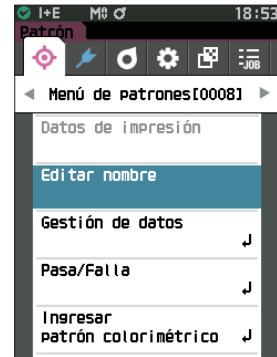 I+E M 18:53
Patrón
-JOB
Menú de patrones[0008]
Datos de impresión
Editar nombre
Gestión de datos
Pasa/Falla
Ingresar
patrón colorimétrico